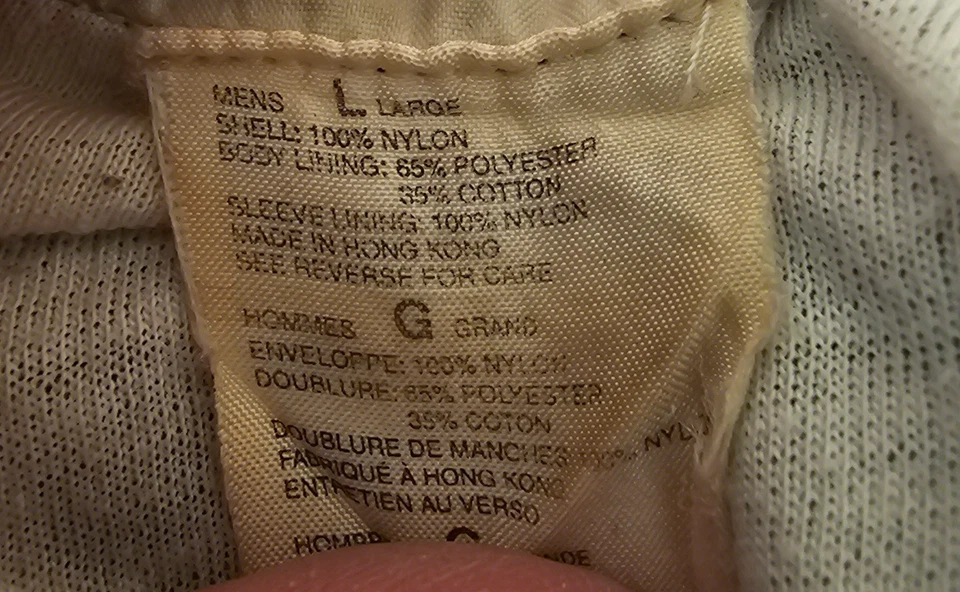 MENS L LARGE
SHELL: 100% NYLON
BODY LINING: 65% POLYESTER
35% COTTON
SLEEVE LINING: 100% NYLON
MADE IN HONG KONG
SEE REVERSE FOR CARE
HOMMES G GRAND
ENVELOPPE: 100% NYLON
DOUBLURE: 65% POLYESTER
35% COTON
DOUBLURE DE MANCHES 100% NYLON
FABRIQUÉ À HONG KONG
ENTRETIEN AU VERSO
G